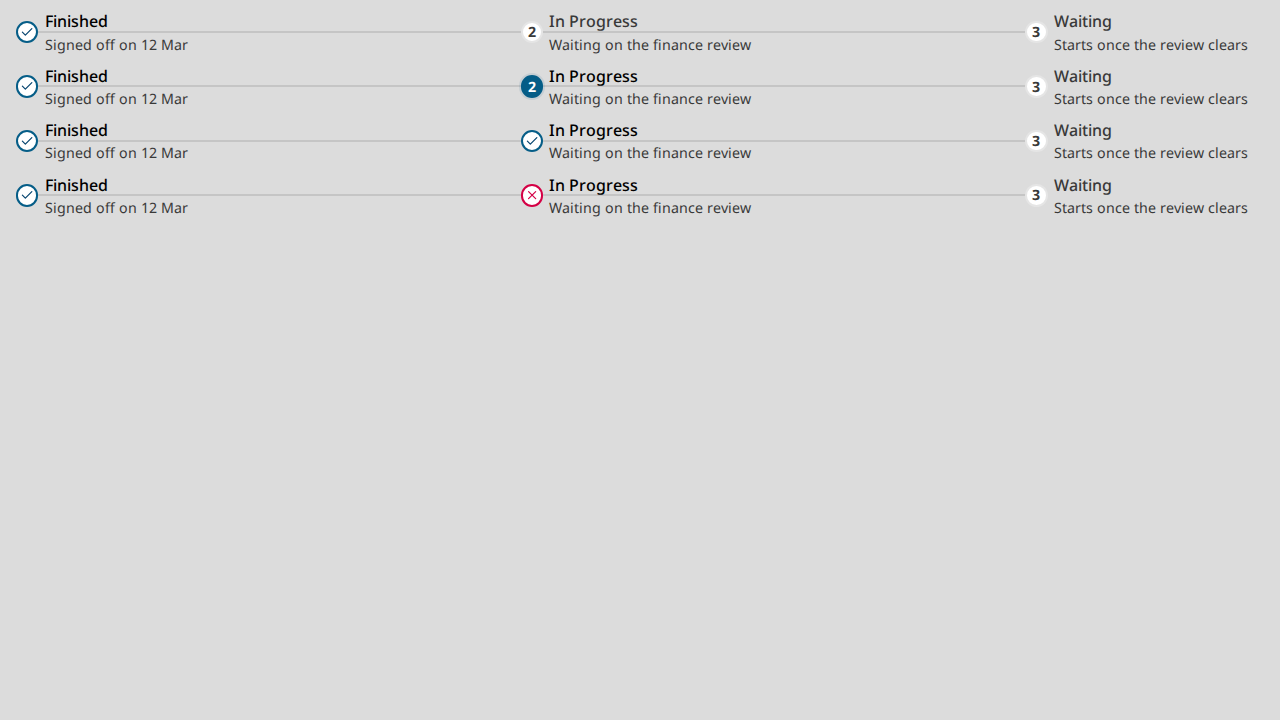 Finished
Signed off on 12 Mar
2
In Progress
Waiting on the finance review
3
Waiting
Starts once the review clears
Finished
Signed off on 12 Mar
2
In Progress
Waiting on the finance review
3
Waiting
Starts once the review clears
Finished
Signed off on 12 Mar
In Progress
Waiting on the finance review
3
Waiting
Starts once the review clears
Finished
Signed off on 12 Mar
In Progress
Waiting on the finance review
3
Waiting
Starts once the review clears